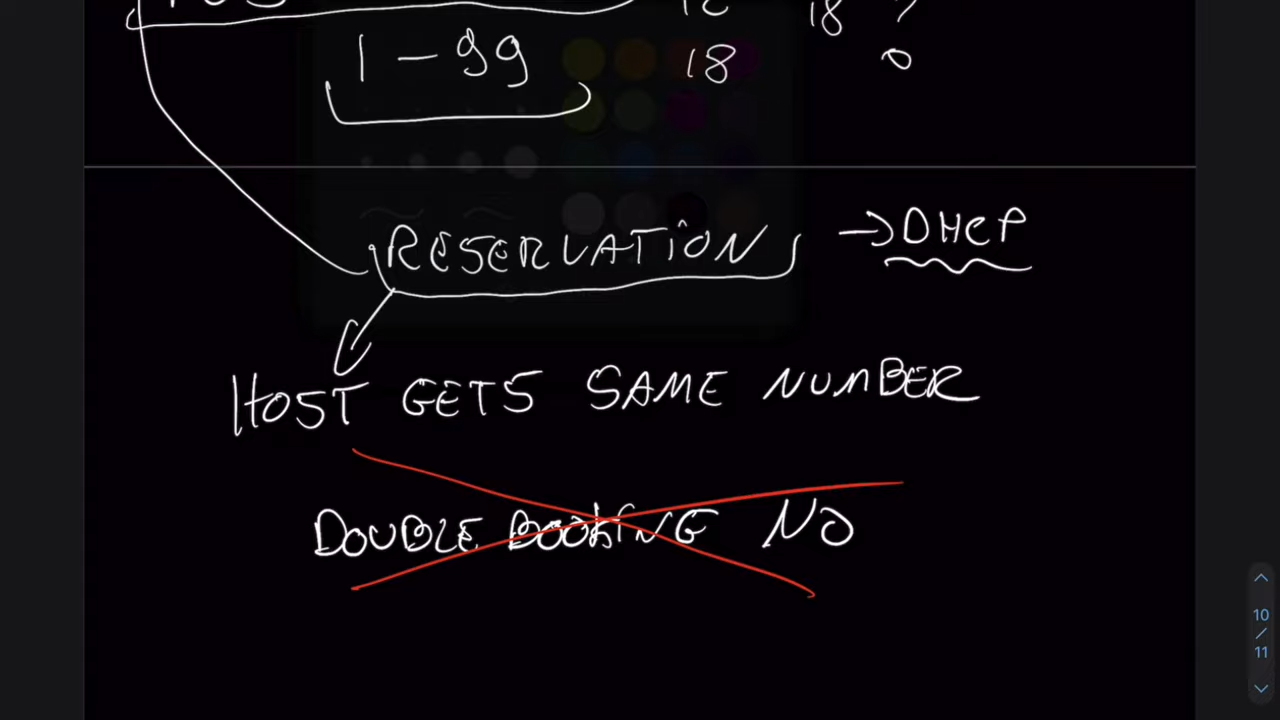 1 – 99 18 0
RESERVATION → DHCP
HOST GETS SAME NUMBER
DOUBLE BOOKING NO
10
/
11